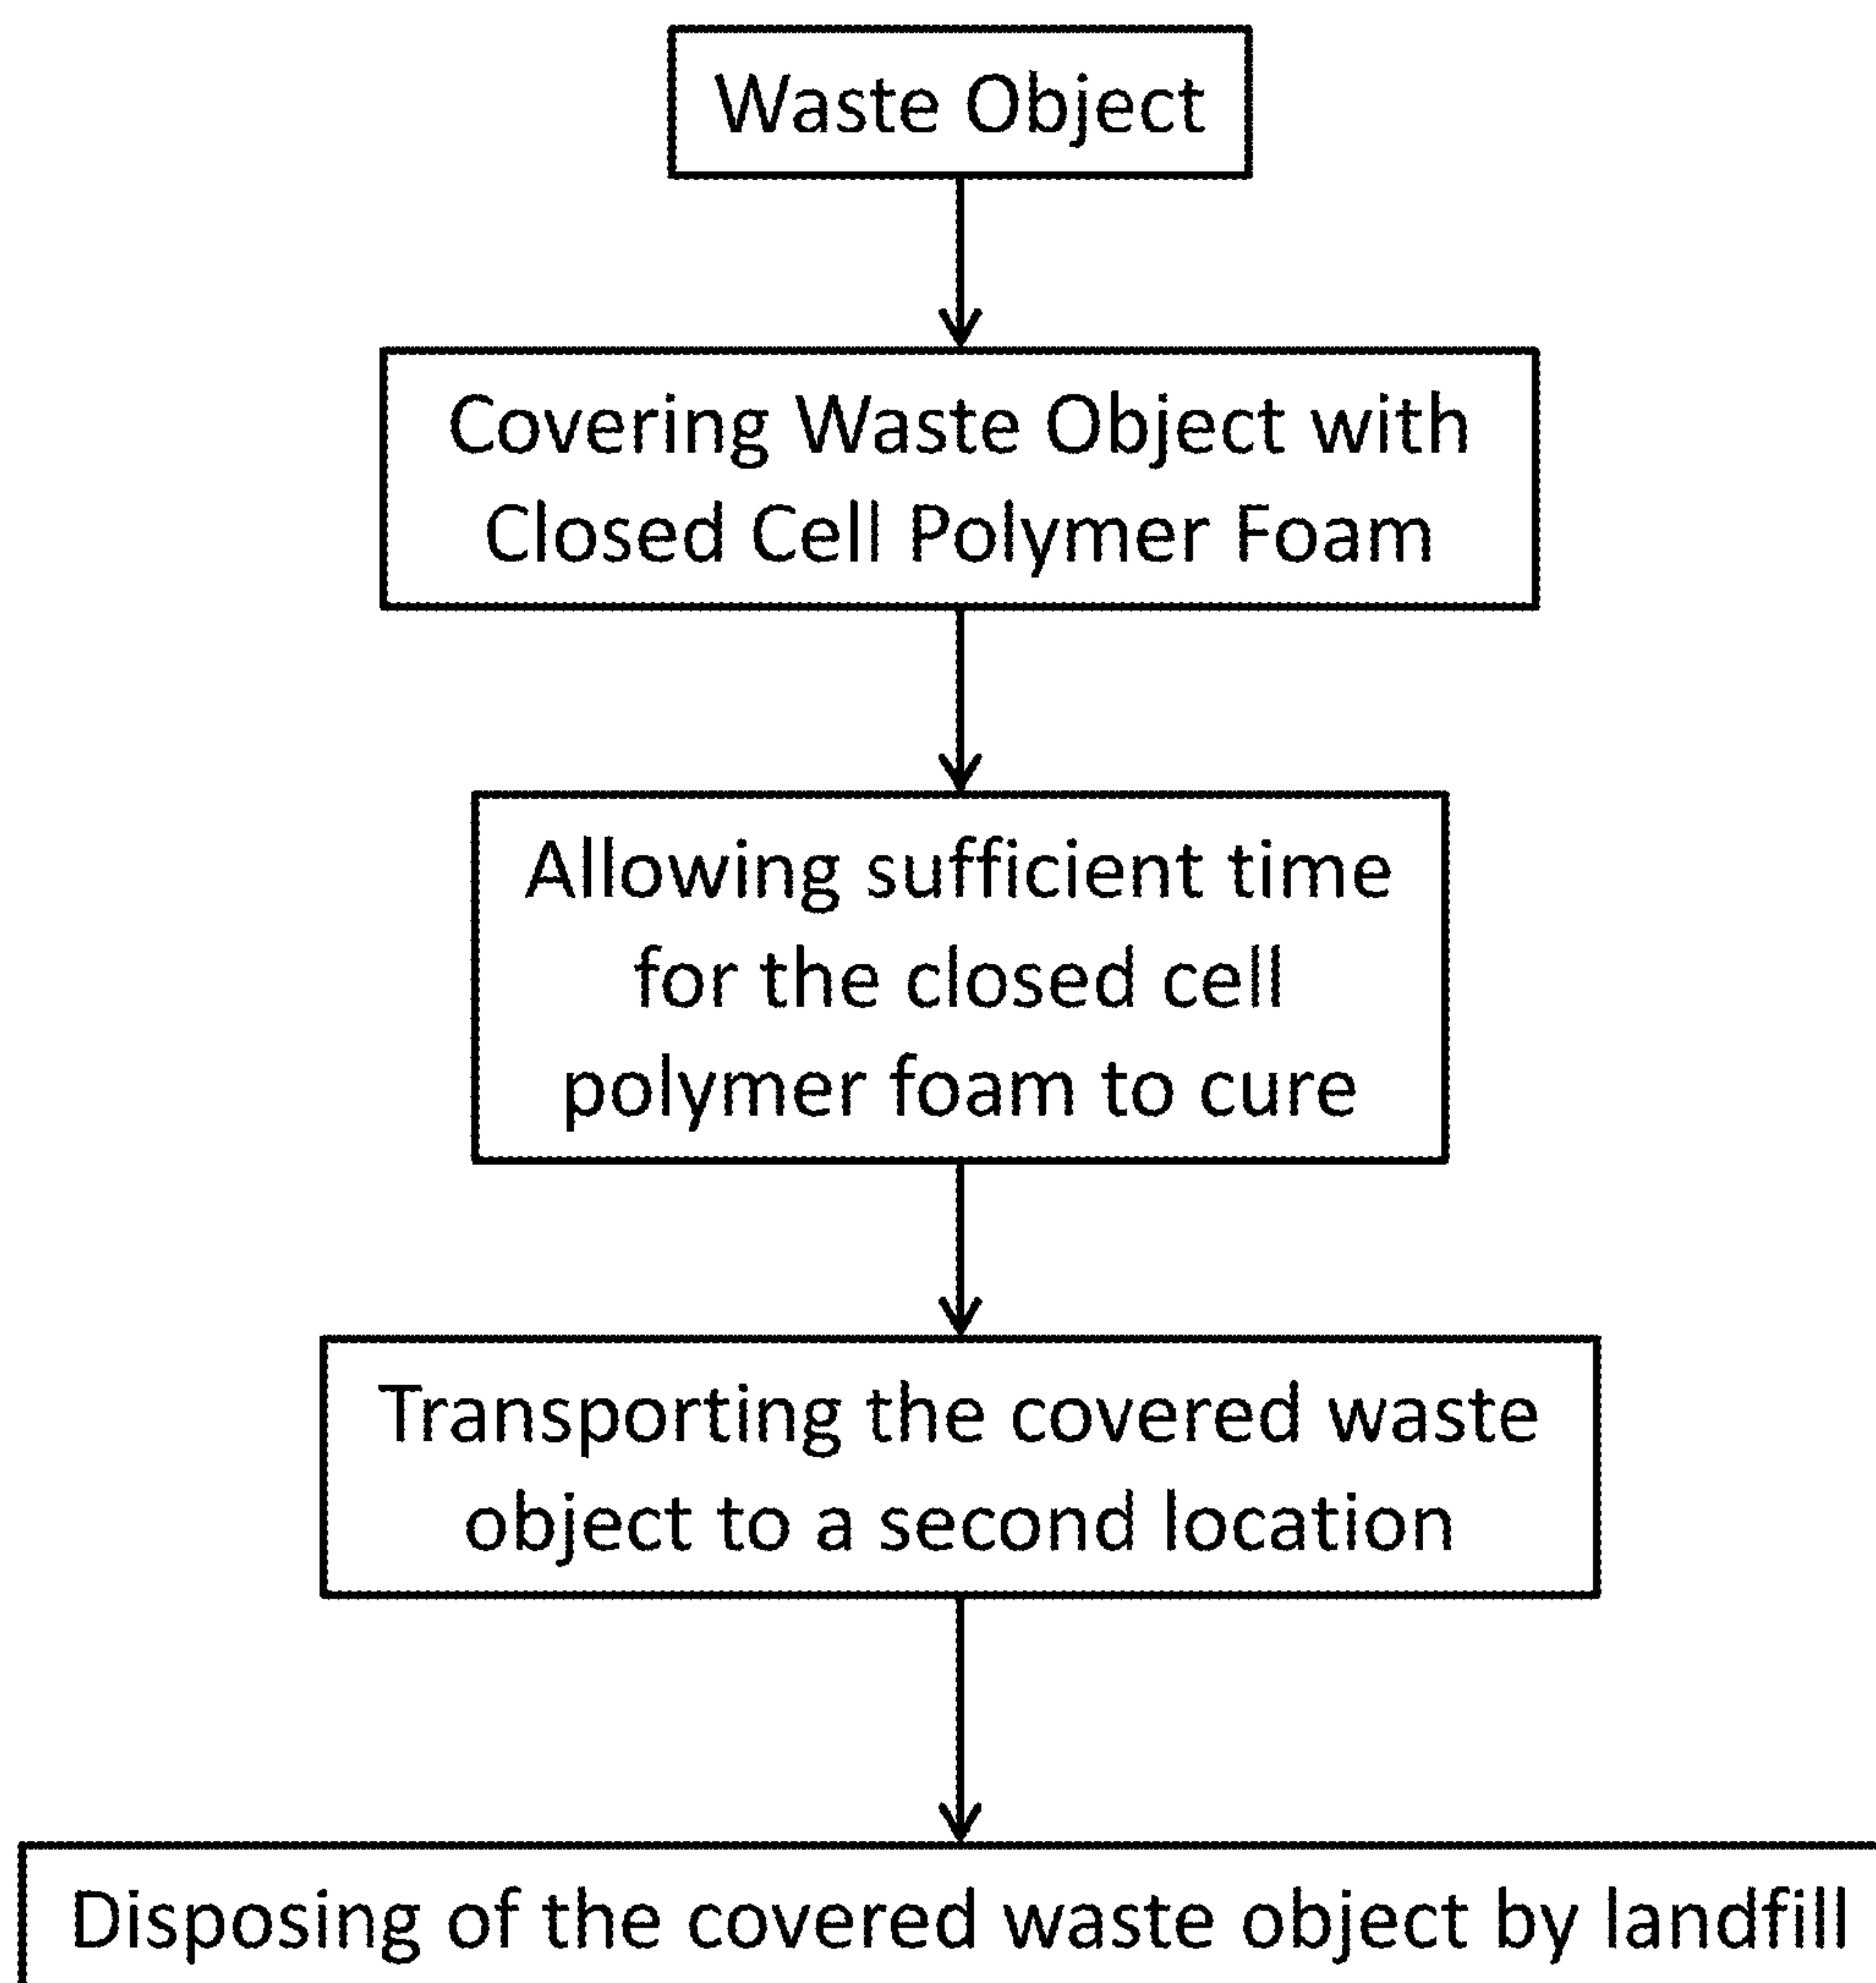 Waste Object
Covering Waste Object with
Closed Cell Polymer Foam
Allowing sufficient time
for the closed cell
polymer foam to cure
Transporting the covered waste
object to a second location
Disposing of the covered waste object by landfill